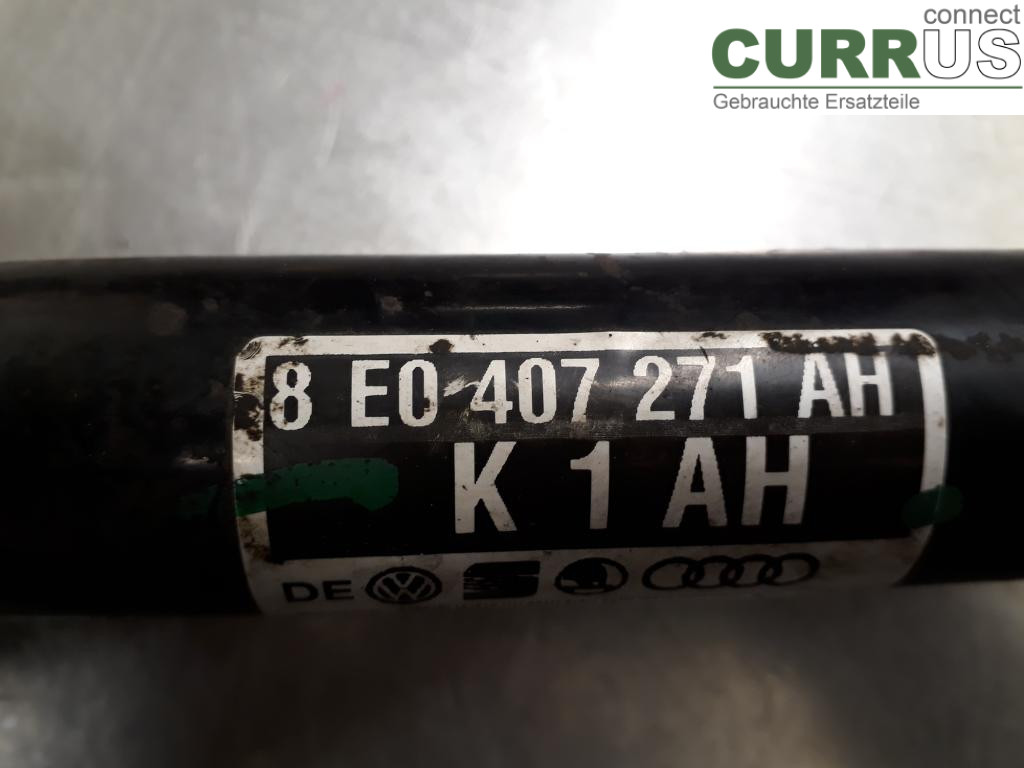 connect
CURRUS
Gebrauchte Ersatzteile
8 E0 407 271 AH
K 1 AH
DE